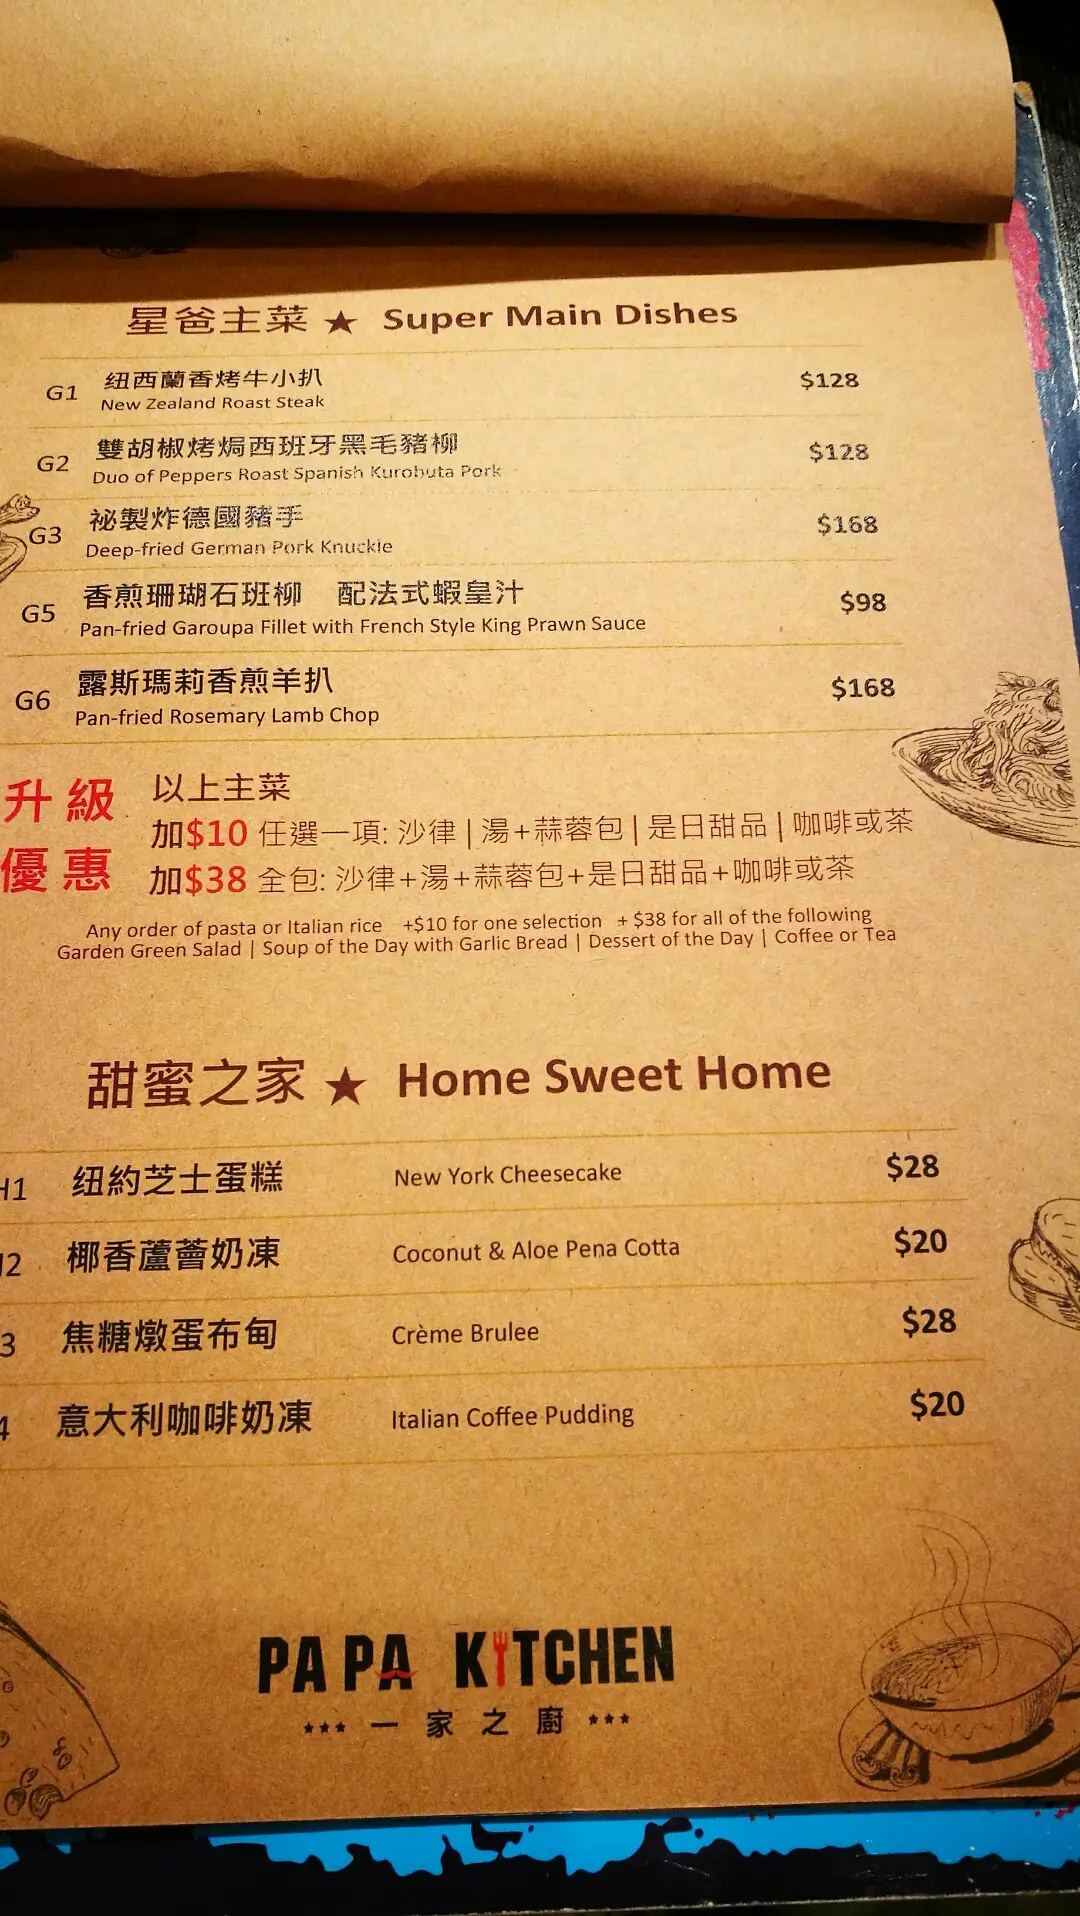 星爸主菜 ★ Super Main Dishes
G1 纽西蘭香烤牛小扒 $128
New Zealand Roast Steak
G2 雙胡椒烤焗西班牙黑毛豬柳 $128
Duo of Peppers Roast Spanish Kurobuta Pork
G3 祕製炸德國豬手 $168
Deep-fried German Pork Knuckle
G5 香煎珊瑚石班柳 配法式蝦皇汁 $98
Pan-fried Garoupa Fillet with French Style King Prawn Sauce
G6 露斯瑪莉香煎羊扒 $168
Pan-fried Rosemary Lamb Chop
升級優惠
以上主菜
加$10 任選一項: 沙律 | 湯+蒜蓉包 | 是日甜品 | 咖啡或茶
加$38 全包: 沙律+湯+蒜蓉包+是日甜品+咖啡或茶
Any order of pasta or Italian rice +$10 for one selection + $38 for all of the following
Garden Green Salad | Soup of the Day with Garlic Bread | Dessert of the Day | Coffee or Tea
甜蜜之家 ★ Home Sweet Home
H1 纽約芝士蛋糕 New York Cheesecake $28
2 椰香蘆薈奶凍 Coconut & Aloe Pena Cotta $20
3 焦糖燉蛋布甸 Crème Brulee $28
4 意大利咖啡奶凍 Italian Coffee Pudding $20
PAPA KITCHEN
★★★ 一家之廚 ★★★